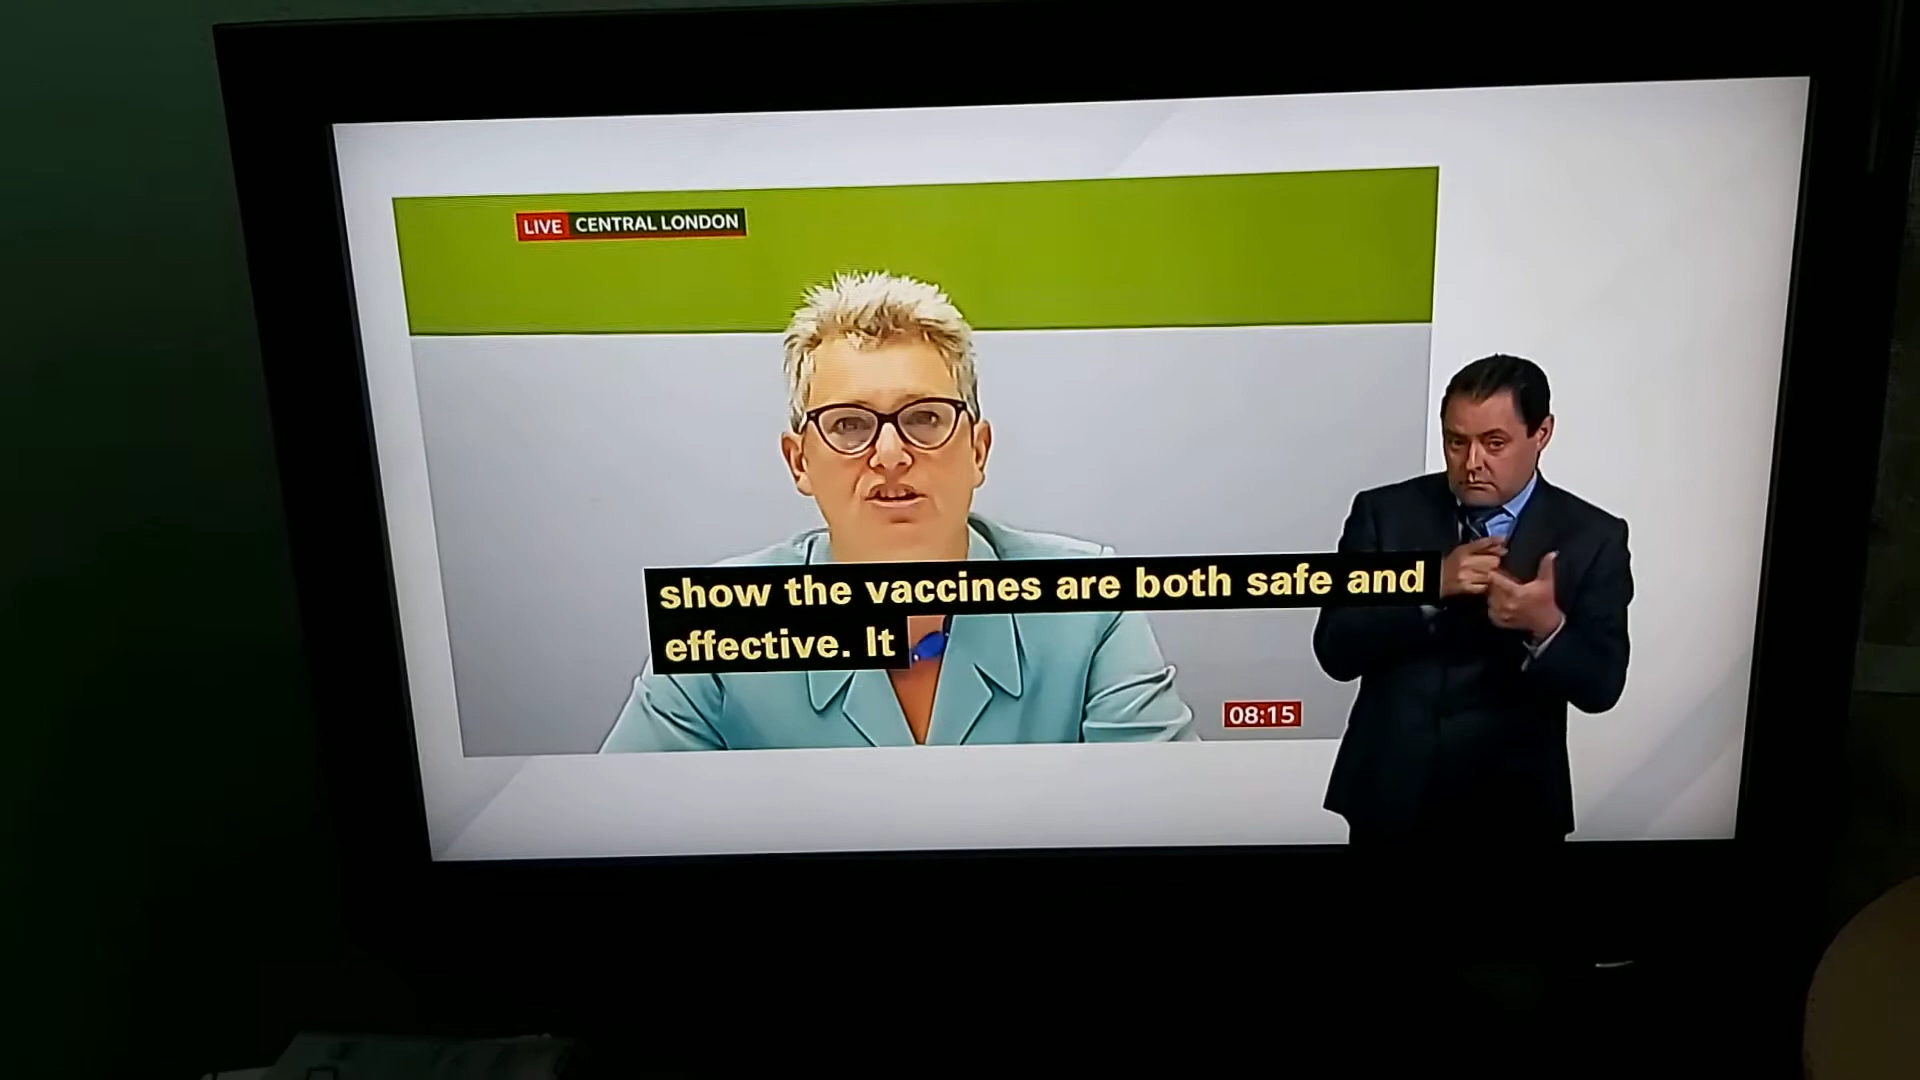 LIVE CENTRAL LONDON
show the vaccines are both safe and
effective. It
08:15